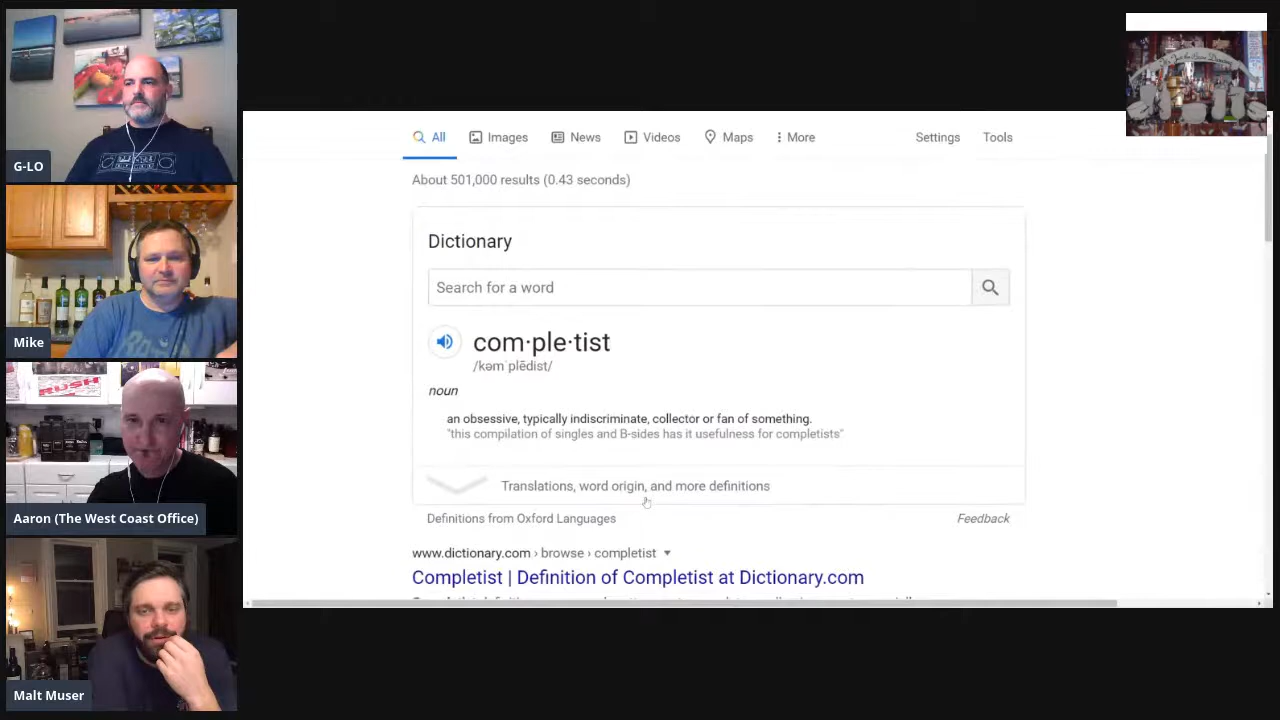 G-LO
Mike
RUSH
Aaron (The West Coast Office)
Malt Muser
All Images News Videos Maps More Settings Tools
About 501,000 results (0.43 seconds)
Dictionary
Search for a word
com·ple·tist
/kəmˈplēdist/
noun
an obsessive, typically indiscriminate, collector or fan of something.
"this compilation of singles and B-sides has it usefulness for completists"
Translations, word origin, and more definitions
Definitions from Oxford Languages Feedback
www.dictionary.com › browse › completist
Completist | Definition of Completist at Dictionary.com